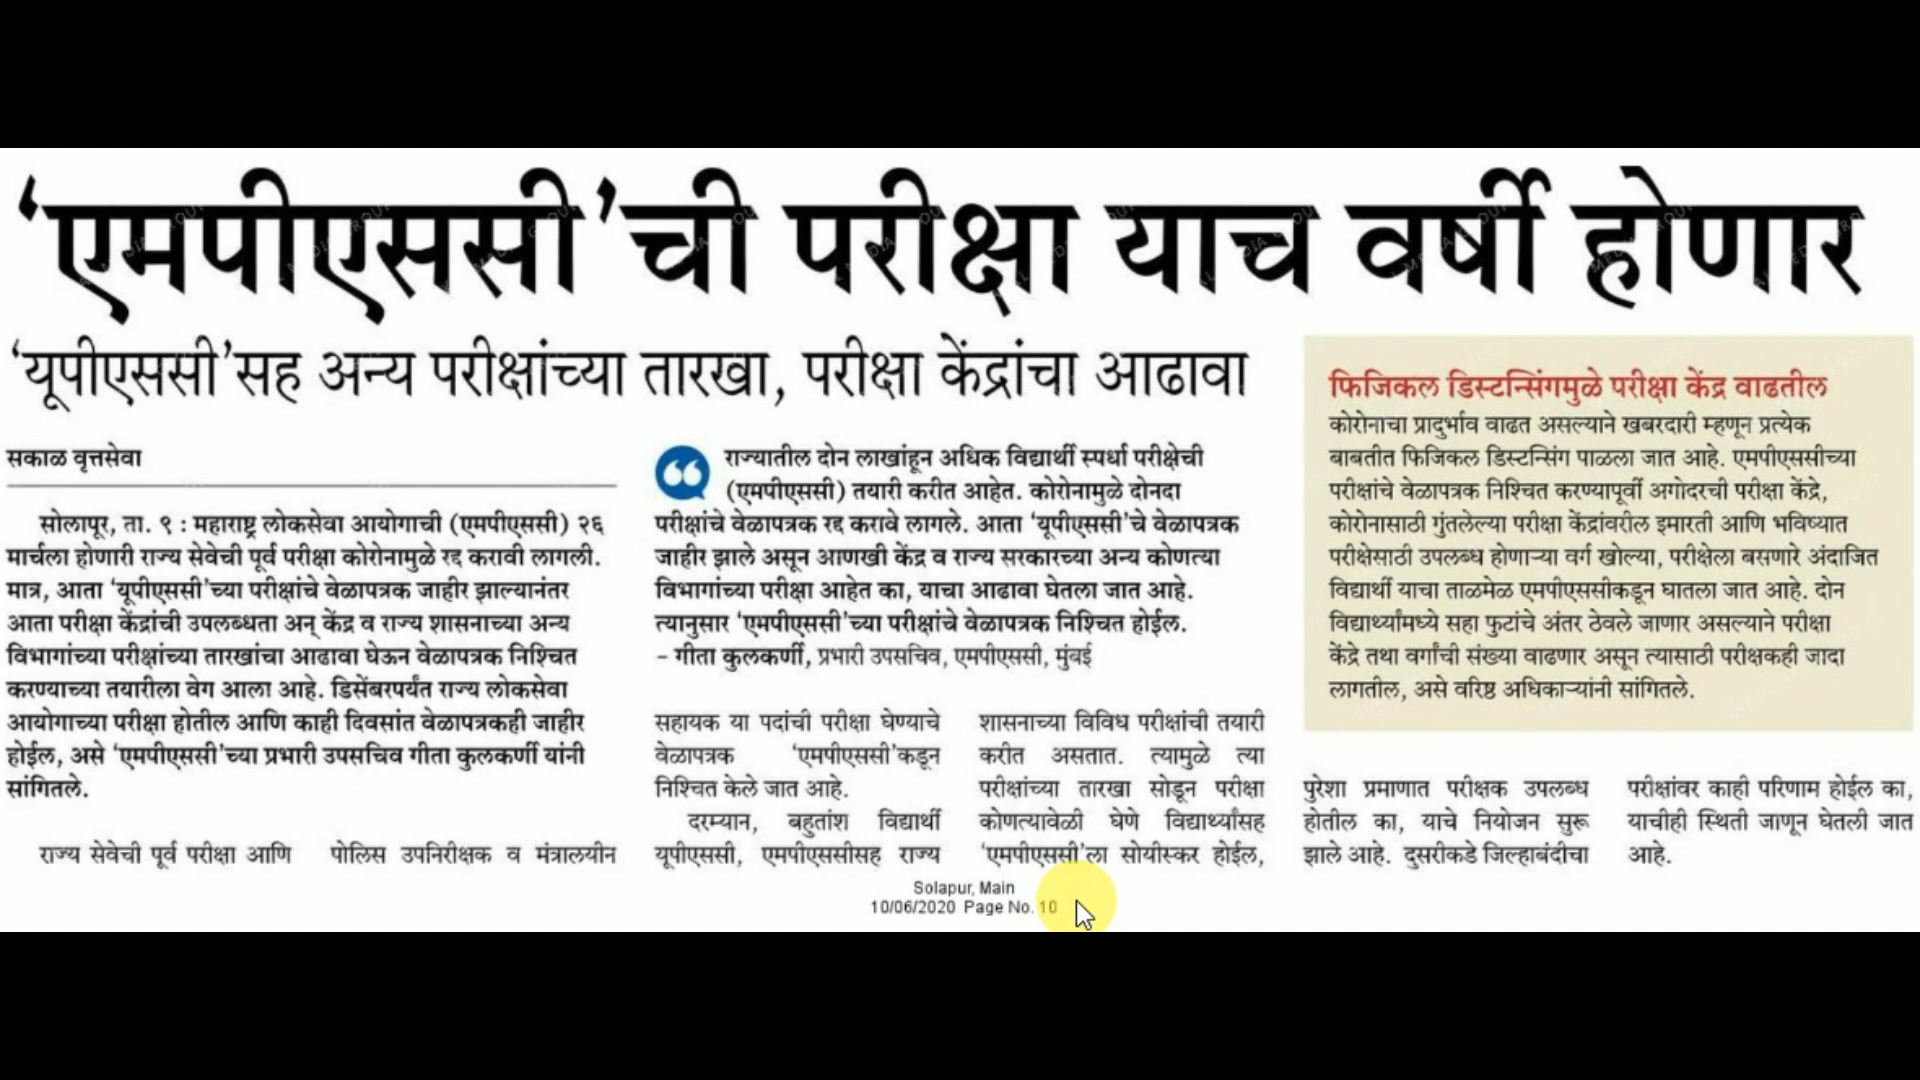 ‘एमपीएससी’ची परीक्षा याच वर्षी होणार
‘यूपीएससी’सह अन्य परीक्षांच्या तारखा, परीक्षा केंद्रांचा आढावा
सकाळ वृत्तसेवा
सोलापूर, ता. ९ : महाराष्ट्र लोकसेवा आयोगाची (एमपीएससी) २६
मार्चला होणारी राज्य सेवेची पूर्व परीक्षा कोरोनामुळे रद्द करावी लागली.
मात्र, आता ‘यूपीएससी’च्या परीक्षांचे वेळापत्रक जाहीर झाल्यानंतर
आता परीक्षा केंद्रांची उपलब्धता अन् केंद्र व राज्य शासनाच्या अन्य
विभागांच्या परीक्षांच्या तारखांचा आढावा घेऊन वेळापत्रक निश्चित
करण्याच्या तयारीला वेग आला आहे. डिसेंबरपर्यंत राज्य लोकसेवा
आयोगाच्या परीक्षा होतील आणि काही दिवसांत वेळापत्रकही जाहीर
होईल, असे ‘एमपीएससी’च्या प्रभारी उपसचिव गीता कुलकर्णी यांनी
सांगितले.
राज्य सेवेची पूर्व परीक्षा आणि
पोलिस उपनिरीक्षक व मंत्रालयीन
राज्यातील दोन लाखांहून अधिक विद्यार्थी स्पर्धा परीक्षेची
(एमपीएससी) तयारी करीत आहेत. कोरोनामुळे दोनदा
परीक्षांचे वेळापत्रक रद्द करावे लागले. आता ‘यूपीएससी’चे वेळापत्रक
जाहीर झाले असून आणखी केंद्र व राज्य सरकारच्या अन्य कोणत्या
विभागांच्या परीक्षा आहेत का, याचा आढावा घेतला जात आहे.
त्यानुसार ‘एमपीएससी’च्या परीक्षांचे वेळापत्रक निश्चित होईल.
– गीता कुलकर्णी, प्रभारी उपसचिव, एमपीएससी, मुंबई
सहायक या पदांची परीक्षा घेण्याचे
वेळापत्रक ‘एमपीएससी’कडून
निश्चित केले जात आहे.
दरम्यान, बहुतांश विद्यार्थी
यूपीएससी, एमपीएससीसह राज्य
शासनाच्या विविध परीक्षांची तयारी
करीत असतात. त्यामुळे त्या
परीक्षांच्या तारखा सोडून परीक्षा
कोणत्यावेळी घेणे विद्यार्थ्यांसह
‘एमपीएससी’ला सोयीस्कर होईल,
फिजिकल डिस्टन्सिंगमुळे परीक्षा केंद्र वाढतील
कोरोनाचा प्रादुर्भाव वाढत असल्याने खबरदारी म्हणून प्रत्येक
बाबतीत फिजिकल डिस्टन्सिंग पाळला जात आहे. एमपीएससीच्या
परीक्षांचे वेळापत्रक निश्चित करण्यापूर्वी अगोदरची परीक्षा केंद्रे,
कोरोनासाठी गुंतलेल्या परीक्षा केंद्रांवरील इमारती आणि भविष्यात
परीक्षेसाठी उपलब्ध होणाऱ्या वर्ग खोल्या, परीक्षेला बसणारे अंदाजित
विद्यार्थी याचा ताळमेळ एमपीएससीकडून घातला जात आहे. दोन
विद्यार्थ्यांमध्ये सहा फुटांचे अंतर ठेवले जाणार असल्याने परीक्षा
केंद्रे तथा वर्गांची संख्या वाढणार असून त्यासाठी परीक्षकही जादा
लागतील, असे वरिष्ठ अधिकाऱ्यांनी सांगितले.
पुरेशा प्रमाणात परीक्षक उपलब्ध
होतील का, याचे नियोजन सुरू
झाले आहे. दुसरीकडे जिल्हाबंदीचा
परीक्षांवर काही परिणाम होईल का,
याचीही स्थिती जाणून घेतली जात
आहे.
Solapur, Main
10/06/2020 Page No. 10